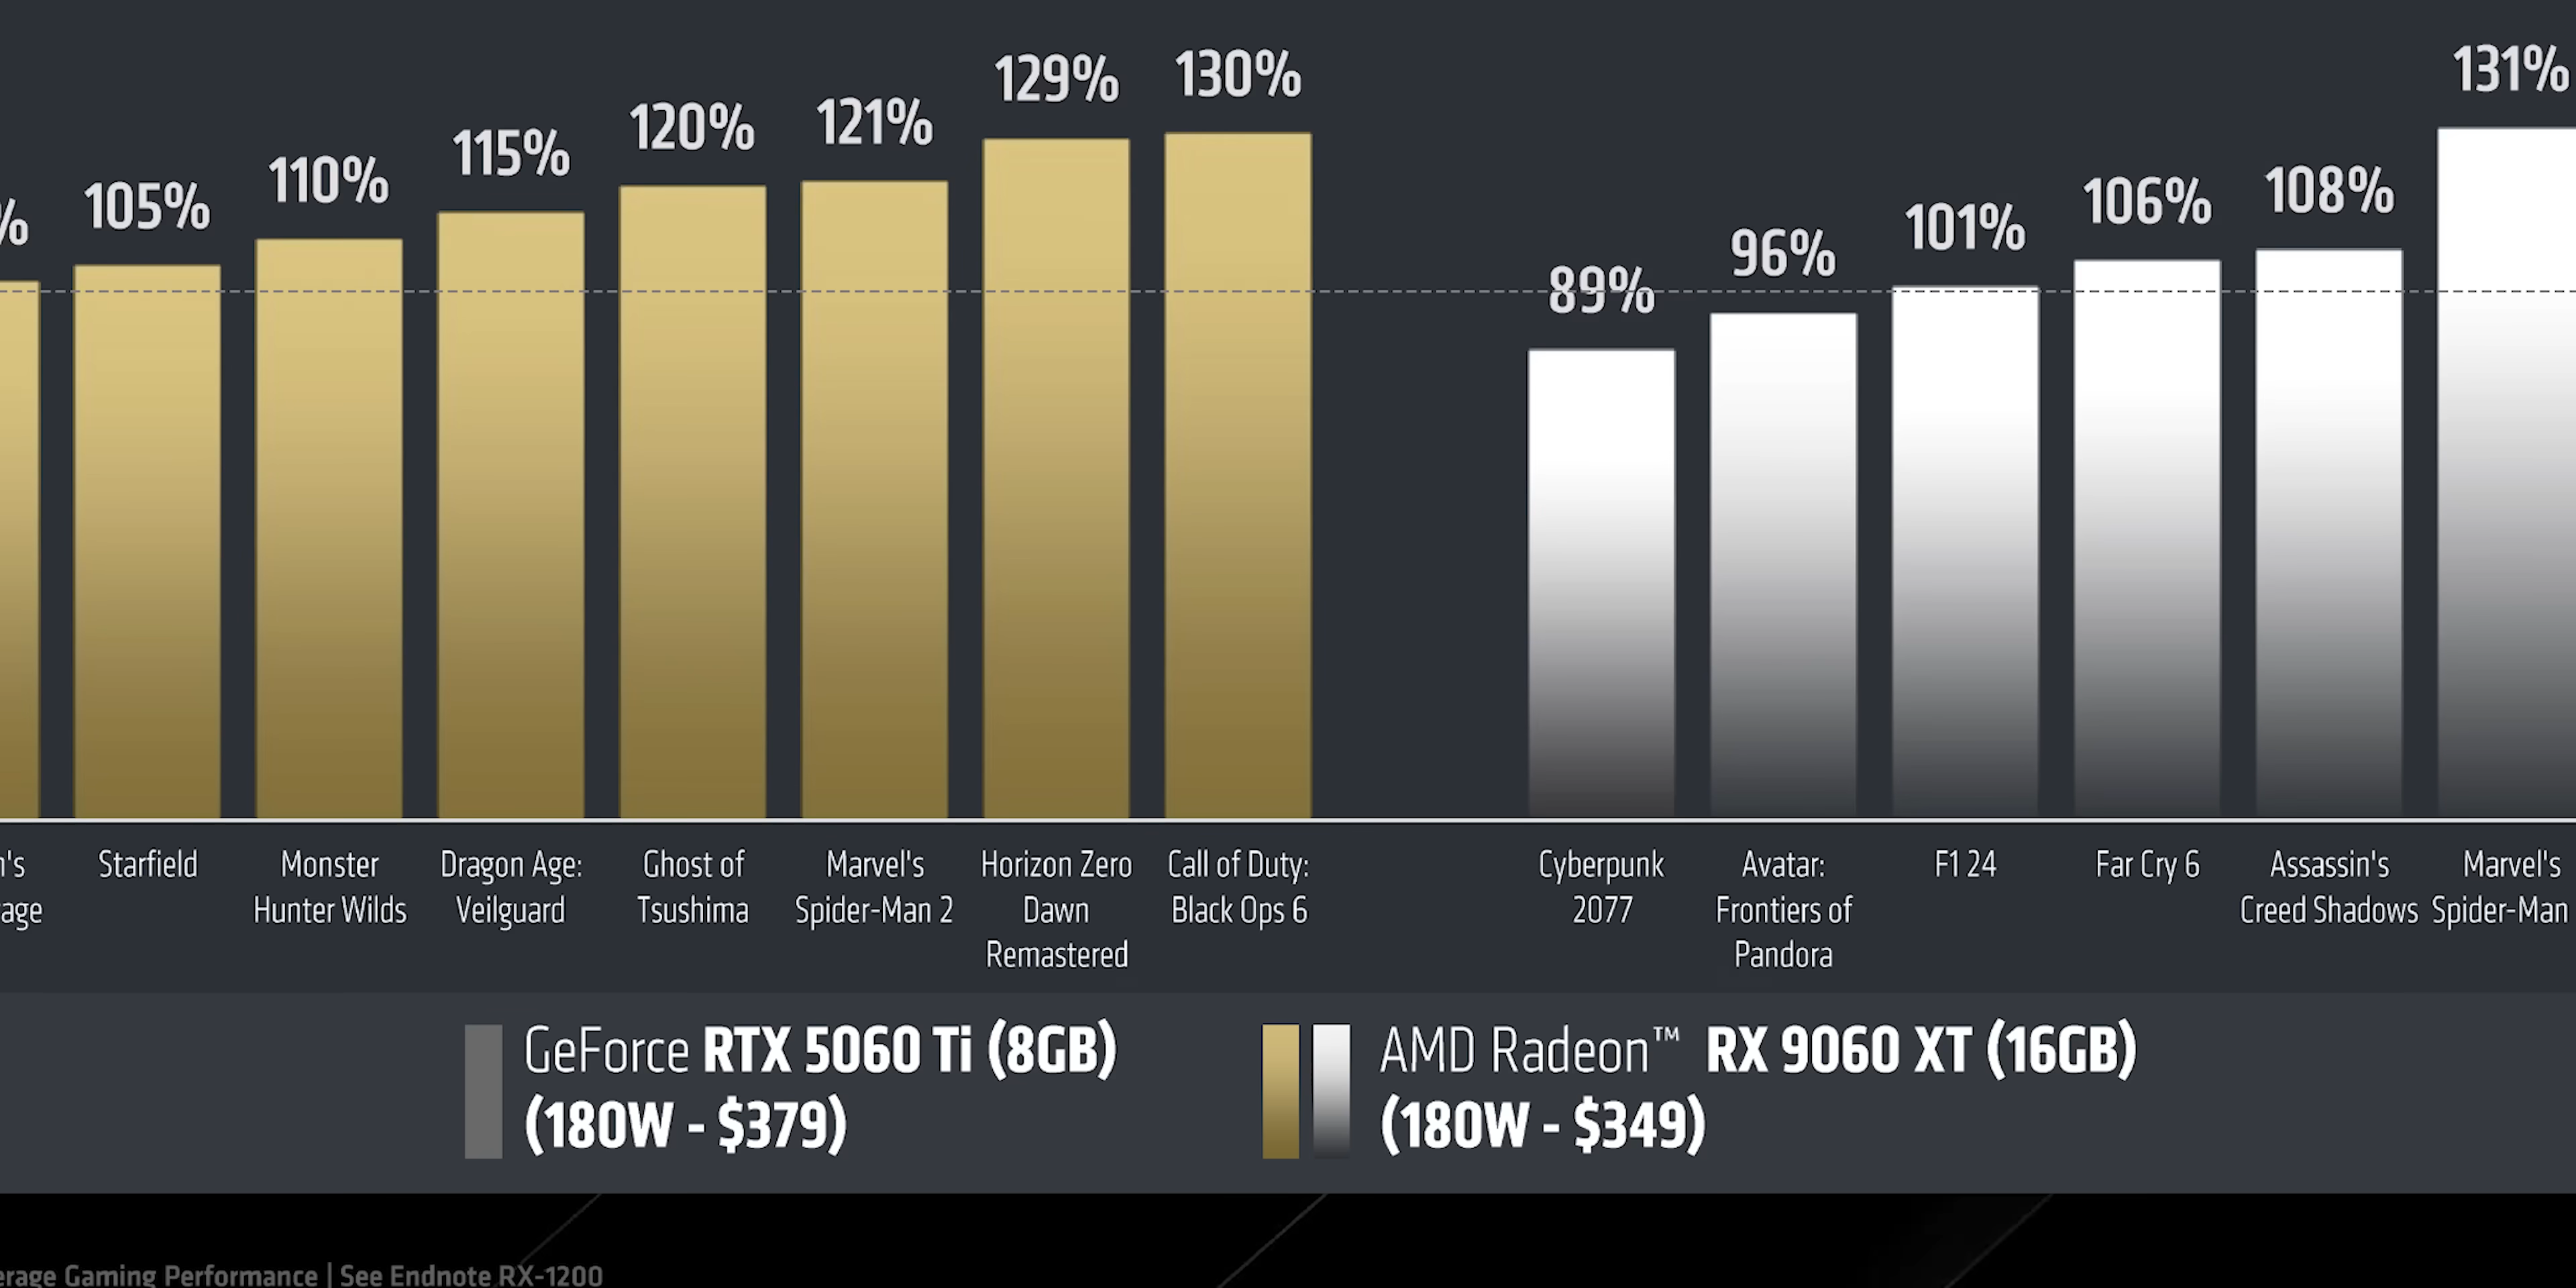 %
105%
110%
115%
120%
121%
129%
130%
89%
96%
101%
106%
108%
131%
n's
age
Starfield
Monster
Hunter Wilds
Dragon Age:
Veilguard
Ghost of
Tsushima
Marvel's
Spider-Man 2
Horizon Zero
Dawn
Remastered
Call of Duty:
Black Ops 6
Cyberpunk
2077
Avatar:
Frontiers of
Pandora
F1 24
Far Cry 6
Assassin's
Creed Shadows
Marvel's
Spider-Man
GeForce RTX 5060 Ti (8GB)
(180W - $379)
AMD Radeon™ RX 9060 XT (16GB)
(180W - $349)
erage Gaming Performance | See Endnote RX-1200